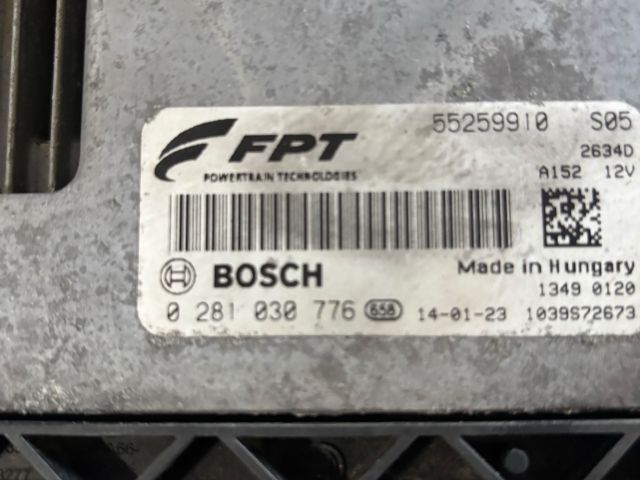 FPT 55259910 S05
POWERTRAIN TECHNOLOGIES 2634D
A152 12V
BOSCH Made in Hungary
1349 0120
0 281 030 776 658 14-01-23 1039S72673